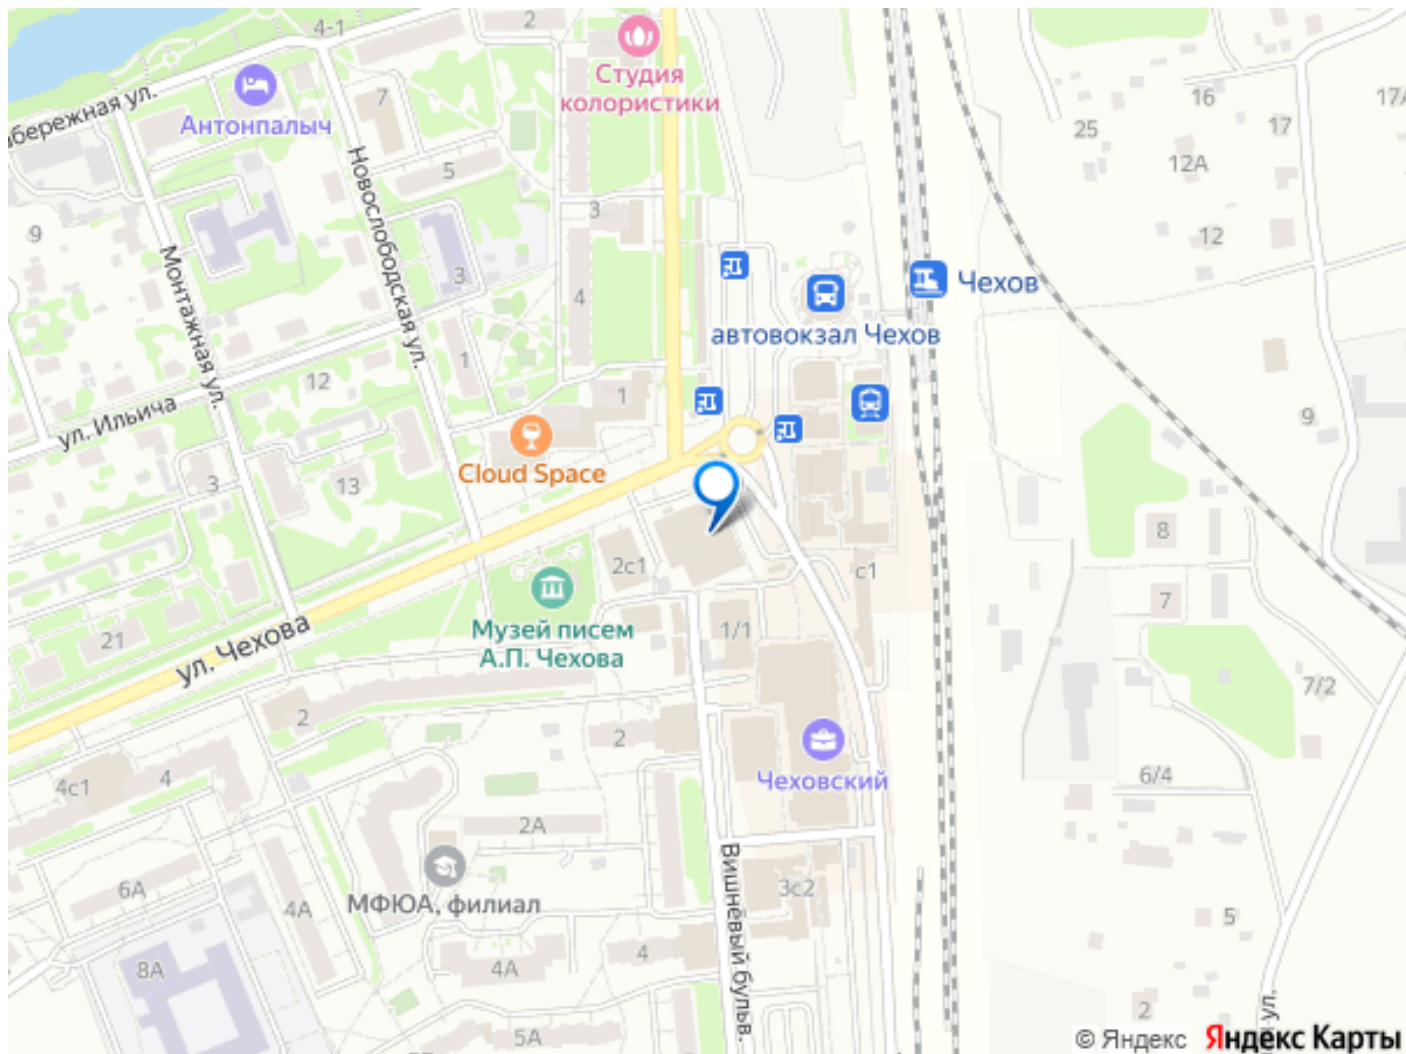 4-1
2
Студия
колористики
Антонпалыч
7
бережная ул.
Новослободская ул.
5
16
17А
25
17
12А
9
3
12
Монтажная ул.
3
4
Чехов
автовокзал Чехов
1
12
1
ул. Ильича
9
Cloud Space
3
13
8
2с1
с1
7
21
ул. Чехова
Музей писем
А.П. Чехова
1/1
7/2
2
2
4с1
4
Чеховский
6/4
2А
Вишнёвый бульв.
6А
4А
МФЮА, филиал
3с2
5
8А
4А
4
2
5А
ул.
© Яндекс Яндекс Карты